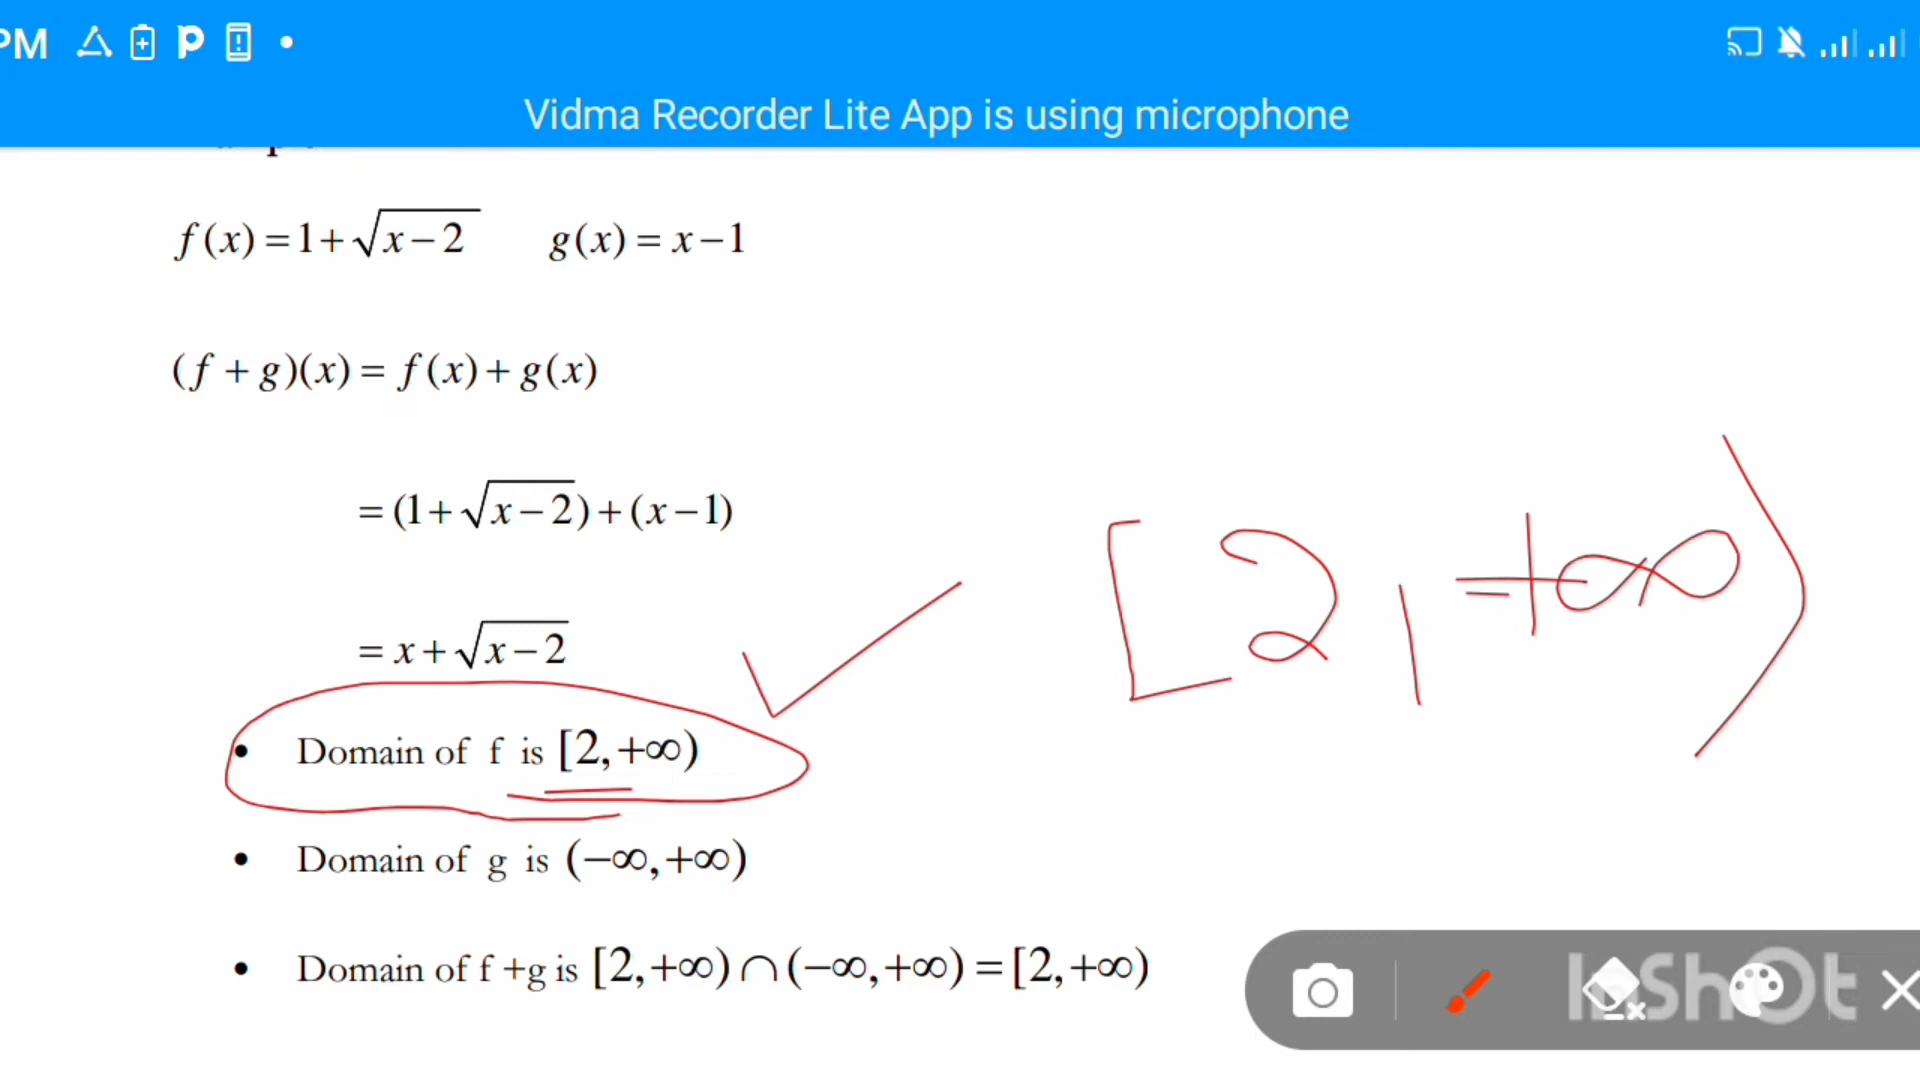 PM
Vidma Recorder Lite App is using microphone
f(x)=1+√x−2 g(x)=x−1
(f+g)(x)=f(x)+g(x)
=(1+√x−2)+(x−1)
=x+√x−2
[2,+∞)
• Domain of f is [2,+∞)
• Domain of g is (−∞,+∞)
• Domain of f +g is [2,+∞)∩(−∞,+∞)=[2,+∞)
InShOt